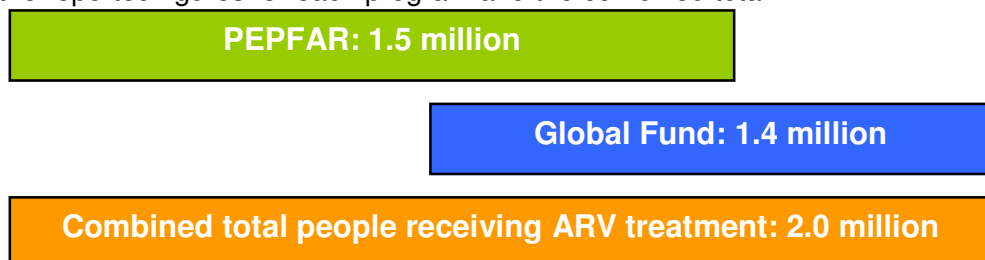 PEPFAR: 1.5 million
Global Fund: 1.4 million
Combined total people receiving ARV treatment: 2.0 million